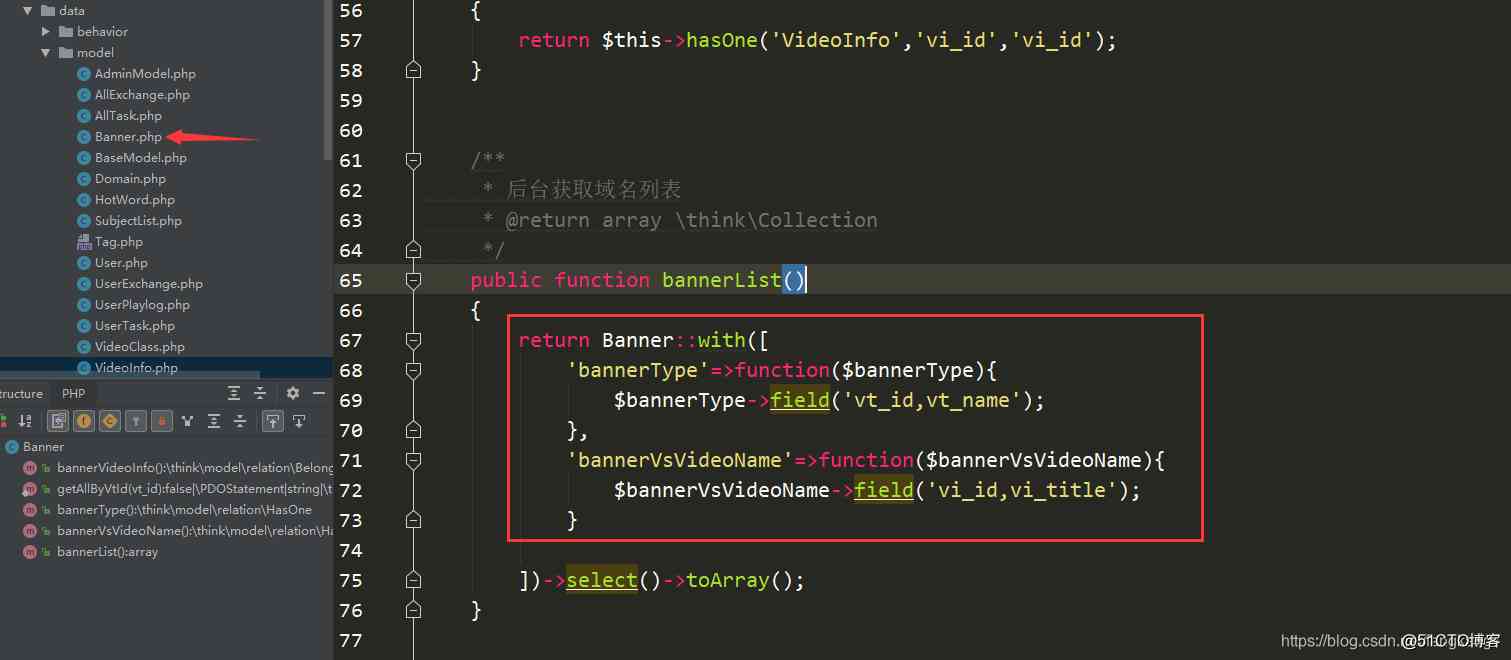 data
behavior
model
AdminModel.php
AllExchange.php
AllTask.php
Banner.php
BaseModel.php
Domain.php
HotWord.php
SubjectList.php
Tag.php
User.php
UserExchange.php
UserPlaylog.php
UserTask.php
VideoClass.php
VideoInfo.php
tructure PHP
Banner
bannerVideoInfo():\think\model\relation\Belong
getAllByVtId(vt_id):false|\PDOStatement|string|\t
bannerType():\think\model\relation\HasOne
bannerVsVideoName():\think\model\relation\Ha
bannerList():array
56 {
57 return $this->hasOne('VideoInfo','vi_id','vi_id');
58 }
59
60
61 /**
62 * 后台获取域名列表
63 * @return array \think\Collection
64 */
65 public function bannerList()
66 {
67 return Banner::with([
68 'bannerType'=>function($bannerType){
69 $bannerType->field('vt_id,vt_name');
70 },
71 'bannerVsVideoName'=>function($bannerVsVideoName){
72 $bannerVsVideoName->field('vi_id,vi_title');
73 }
74
75 ])->select()->toArray();
76 }
77
https://blog.csdn.n @51CTO博客